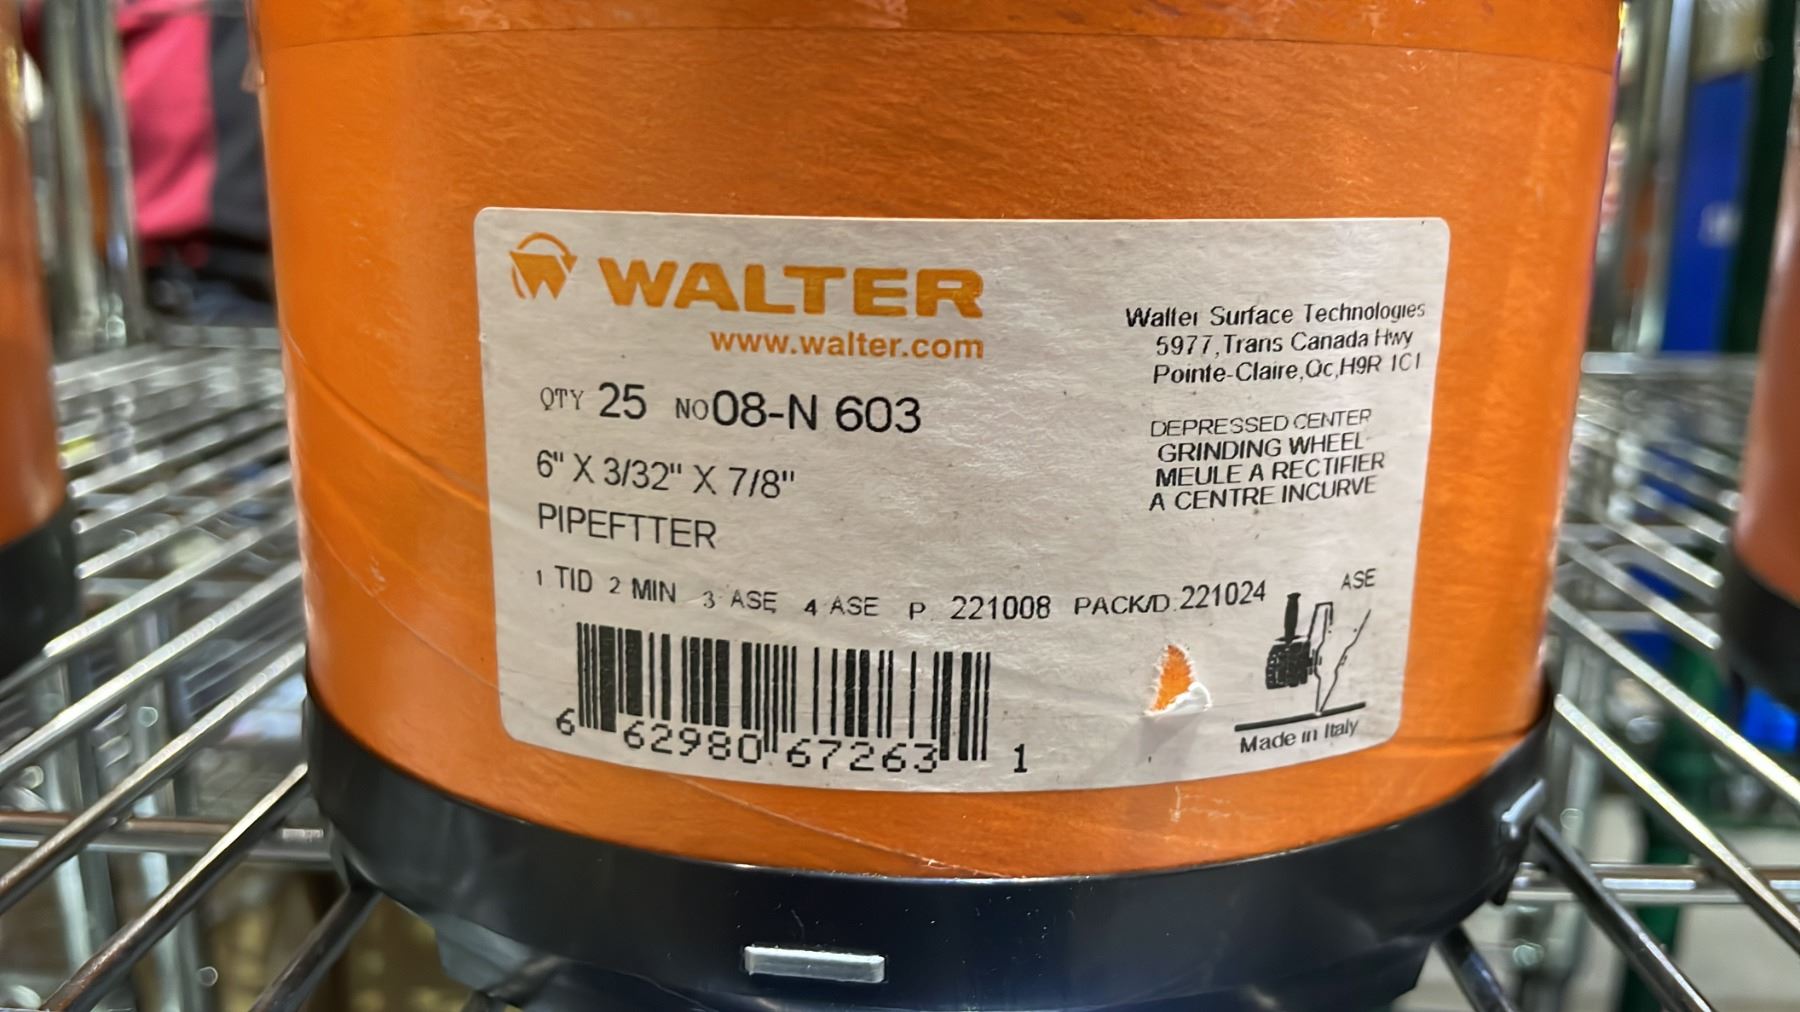 WALTER
www.walter.com
QTY 25 NO 08-N 603
6" X 3/32" X 7/8"
PIPEFTTER
Walter Surface Technologies
5977, Trans Canada Hwy
Pointe-Claire, Qc, H9R 1C1
DEPRESSED CENTER
GRINDING WHEEL
MEULE A RECTIFIER
A CENTRE INCURVE
1 TID 2 MIN 3 ASE 4 ASE P 221008 PACK/D 221024 ASE
6 62980 67263 1
Made in Italy